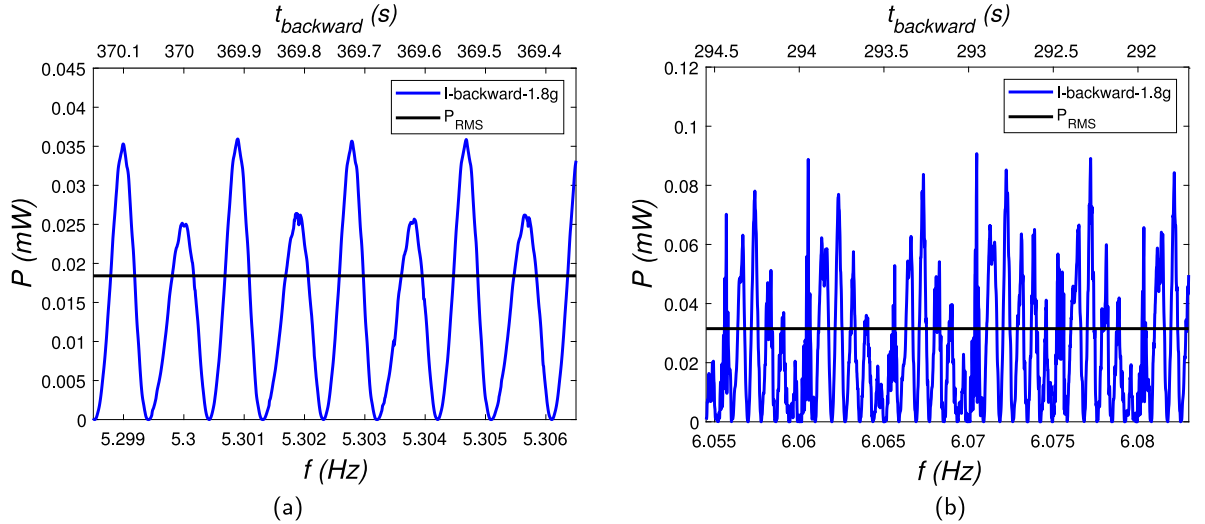 t_backward (s)
370.1 370 369.9 369.8 369.7 369.6 369.5 369.4
0.045
0.04
0.035
0.03
0.025
0.02
0.015
0.01
0.005
0
P (mW)
I-backward-1.8g
P_RMS
5.299 5.3 5.301 5.302 5.303 5.304 5.305 5.306
f (Hz)
(a)
t_backward (s)
294.5 294 293.5 293 292.5 292
0.12
0.1
0.08
0.06
0.04
0.02
0
P (mW)
I-backward-1.8g
P_RMS
6.055 6.06 6.065 6.07 6.075 6.08
f (Hz)
(b)